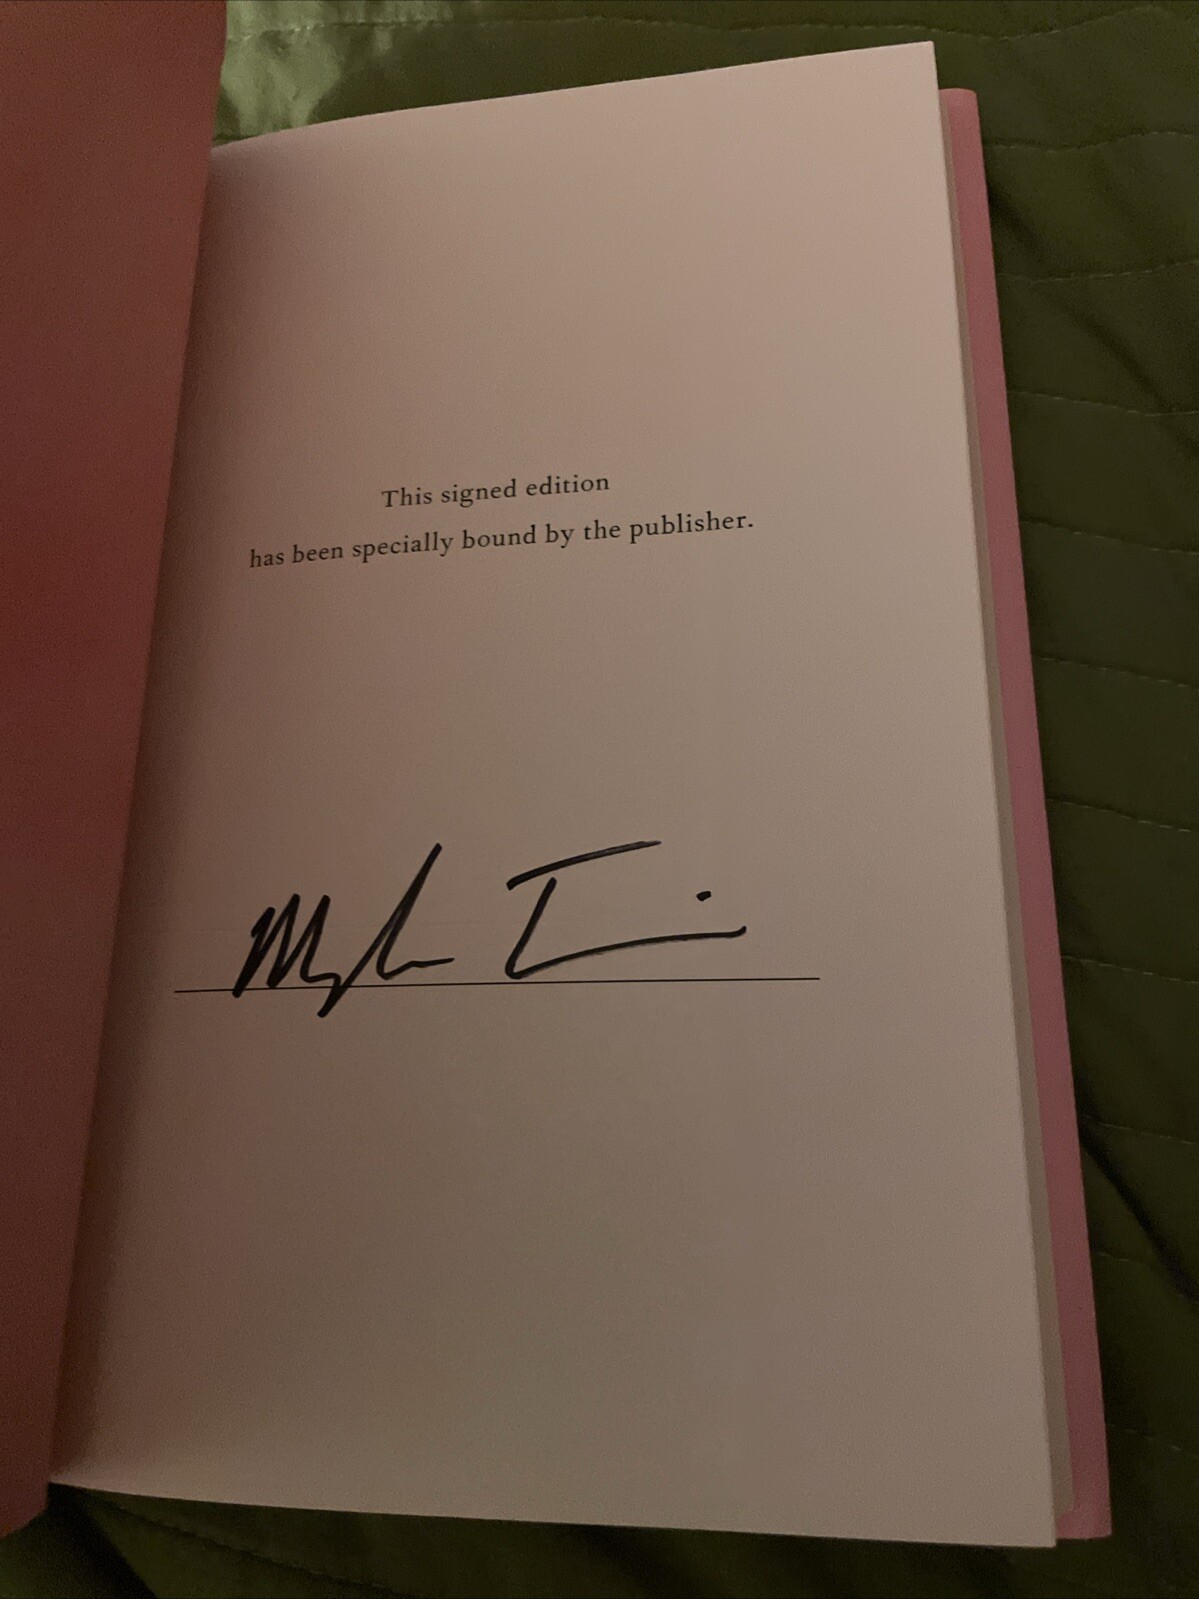 This signed edition
has been specially bound by the publisher.